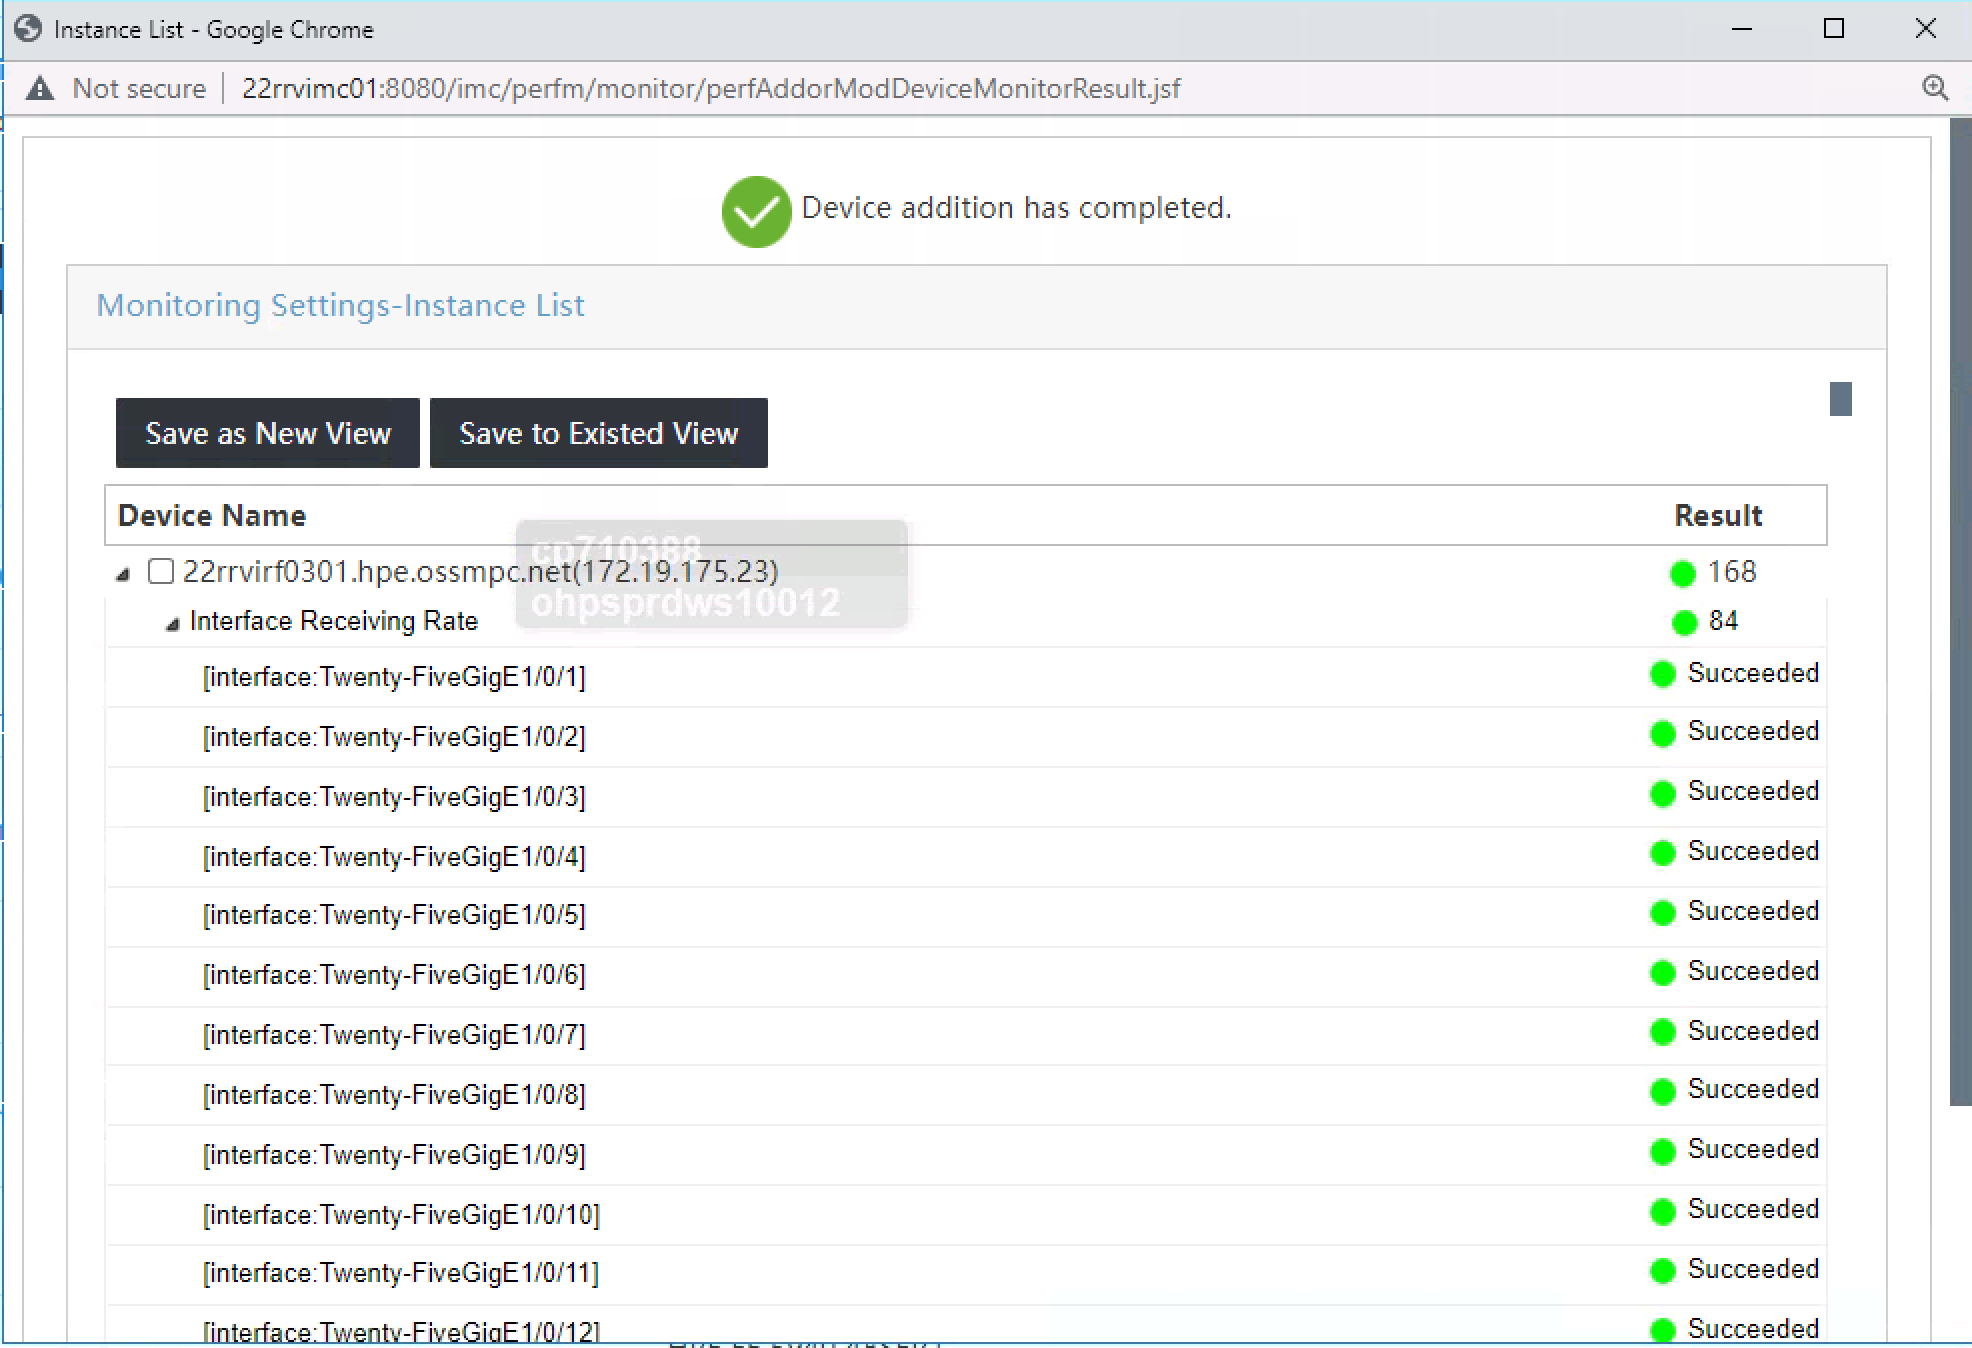 Instance List - Google Chrome
Not secure 22rrvimc01:8080/imc/perfm/monitor/perfAddorModDeviceMonitorResult.jsf
Device addition has completed.
Monitoring Settings-Instance List
Save as New View Save to Existed View
Device Name Result
cp710388
22rrvirf0301.hpe.ossmpc.net(172.19.175.23) 168
ohpsprdws10012
Interface Receiving Rate 84
[interface:Twenty-FiveGigE1/0/1] Succeeded
[interface:Twenty-FiveGigE1/0/2] Succeeded
[interface:Twenty-FiveGigE1/0/3] Succeeded
[interface:Twenty-FiveGigE1/0/4] Succeeded
[interface:Twenty-FiveGigE1/0/5] Succeeded
[interface:Twenty-FiveGigE1/0/6] Succeeded
[interface:Twenty-FiveGigE1/0/7] Succeeded
[interface:Twenty-FiveGigE1/0/8] Succeeded
[interface:Twenty-FiveGigE1/0/9] Succeeded
[interface:Twenty-FiveGigE1/0/10] Succeeded
[interface:Twenty-FiveGigE1/0/11] Succeeded
[interface:Twenty-FiveGigE1/0/12] Succeeded